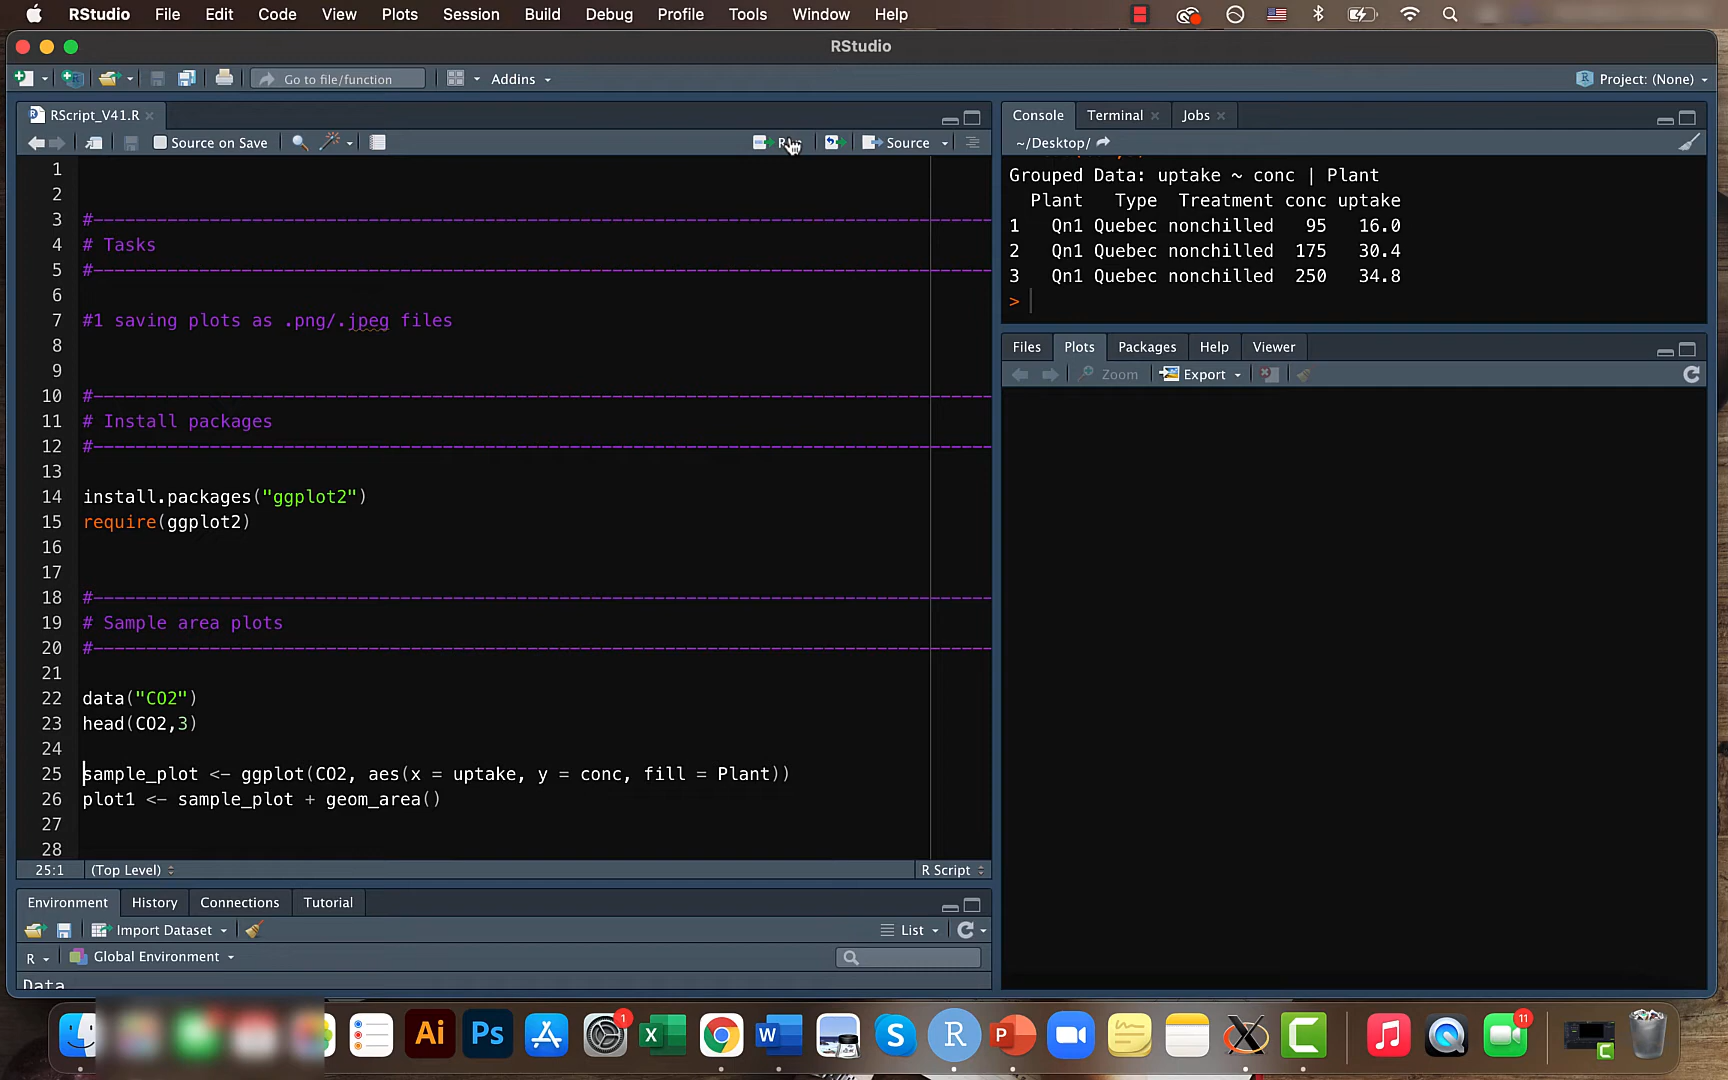 RStudio File Edit Code View Plots Session Build Debug Profile Tools Window Help
RStudio
Go to file/function Addins Project: (None)
RScript_V41.R
Source on Save Source
1
2
3 #----------------------------------------------------------------------------------------
4 # Tasks
5 #----------------------------------------------------------------------------------------
6
7 #1 saving plots as .png/.jpeg files
8
9
10 #----------------------------------------------------------------------------------------
11 # Install packages
12 #----------------------------------------------------------------------------------------
13
14 install.packages("ggplot2")
15 require(ggplot2)
16
17
18 #----------------------------------------------------------------------------------------
19 # Sample area plots
20 #----------------------------------------------------------------------------------------
21
22 data("CO2")
23 head(CO2,3)
24
25 sample_plot <- ggplot(CO2, aes(x = uptake, y = conc, fill = Plant))
26 plot1 <- sample_plot + geom_area()
27
28
25:1 (Top Level) R Script
Environment History Connections Tutorial
Import Dataset List
R Global Environment
Data
Console Terminal Jobs
~/Desktop/
Grouped Data: uptake ~ conc | Plant
Plant Type Treatment conc uptake
1 Qn1 Quebec nonchilled 95 16.0
2 Qn1 Quebec nonchilled 175 30.4
3 Qn1 Quebec nonchilled 250 34.8
>
Files Plots Packages Help Viewer
Zoom Export
Ai Ps 1 X W S R P C 11